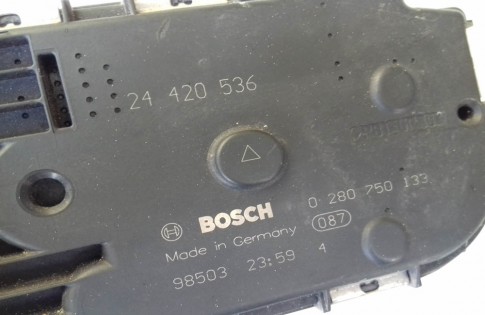 24 420 536
BOSCH 0 280 750 133
Made in Germany 087
98503 23:59 4